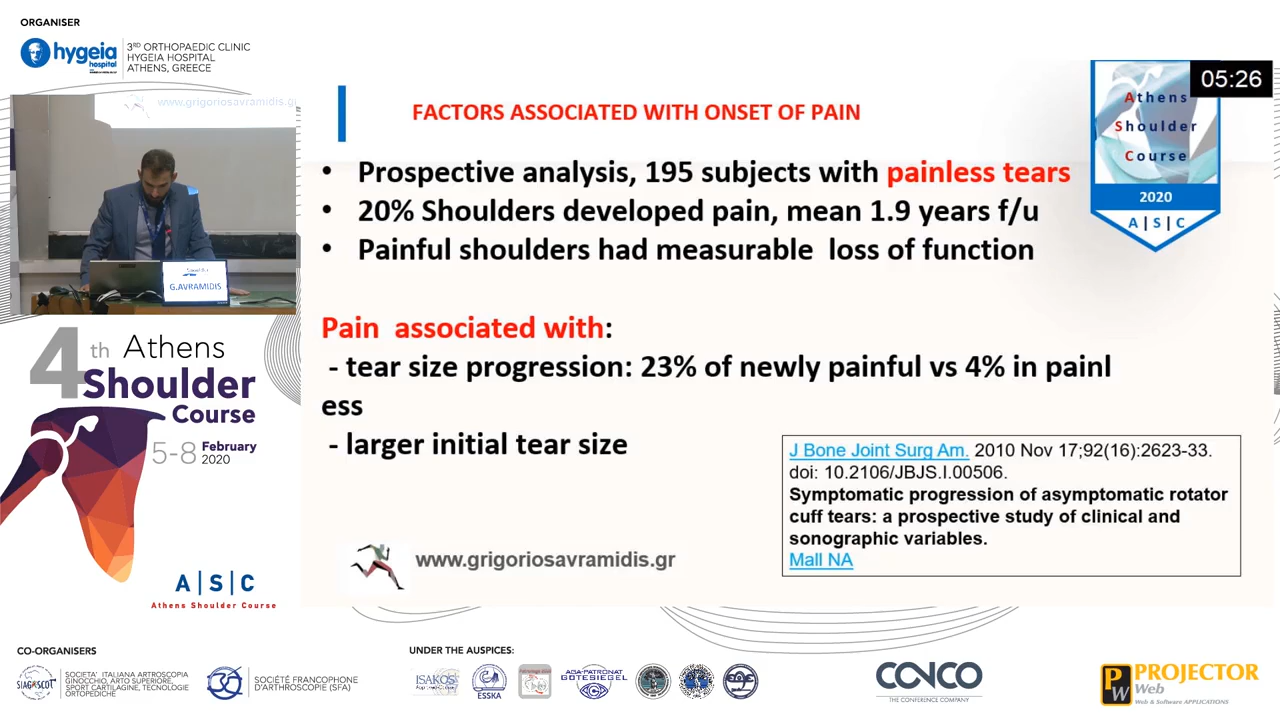 ORGANISER
hygeia
hospital
3RD ORTHOPAEDIC CLINIC
HYGEIA HOSPITAL
ATHENS, GREECE
www.grigoriosavramidis.gr
G.AVRAMIDIS
4th Athens
Shoulder
Course
5-8 February
2020
A|S|C
Athens Shoulder Course
FACTORS ASSOCIATED WITH ONSET OF PAIN
• Prospective analysis, 195 subjects with painless tears
• 20% Shoulders developed pain, mean 1.9 years f/u
• Painful shoulders had measurable loss of function
Pain associated with:
- tear size progression: 23% of newly painful vs 4% in painl
ess
- larger initial tear size
J Bone Joint Surg Am. 2010 Nov 17;92(16):2623-33.
doi: 10.2106/JBJS.I.00506.
Symptomatic progression of asymptomatic rotator
cuff tears: a prospective study of clinical and
sonographic variables.
Mall NA
www.grigoriosavramidis.gr
05:26
Athens
Shoulder
Course
2020
A|S|C
CO-ORGANISERS
SIAGASCOT
SOCIETA' ITALIANA ARTROSCOPIA
GINOCCHIO, ARTO SUPERIORE,
SPORT CARTILAGINE, TECNOLOGIE
ORTOPEDICHE
SOCIÉTÉ FRANCOPHONE
D'ARTHROSCOPIE (SFA)
UNDER THE AUSPICES:
ISAKOS
ESSKA
AGA-PATRONAT
GÜTESIEGEL
CONCO
THE CONFERENCE COMPANY
PW
PROJECTOR
Web
Web & Software APPLICATIONS